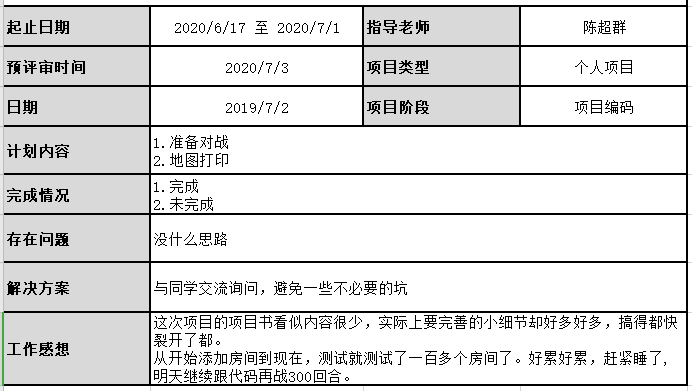 起止日期 2020/6/17 至 2020/7/1 指导老师 陈超群
预评审时间 2020/7/3 项目类型 个人项目
日期 2019/7/2 项目阶段 项目编码
计划内容
1.准备对战
2.地图打印
完成情况
1.完成
2.未完成
存在问题 没什么思路
解决方案 与同学交流询问，避免一些不必要的坑
工作感想
这次项目的项目书看似内容很少，实际上要完善的小细节却好多好多，搞得都快
裂开了都。
从开始添加房间到现在，测试就测试了一百多个房间了。好累好累，赶紧睡了，
明天继续跟代码再战300回合。